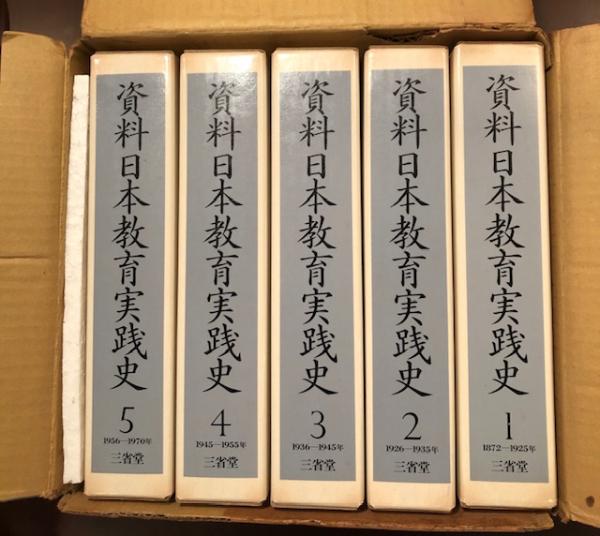 資料日本教育実践史
1
1872—1925年
三省堂
資料日本教育実践史
2
1926—1935年
三省堂
資料日本教育実践史
3
1936—1945年
三省堂
資料日本教育実践史
4
1945—1955年
三省堂
資料日本教育実践史
5
1956—1970年
三省堂